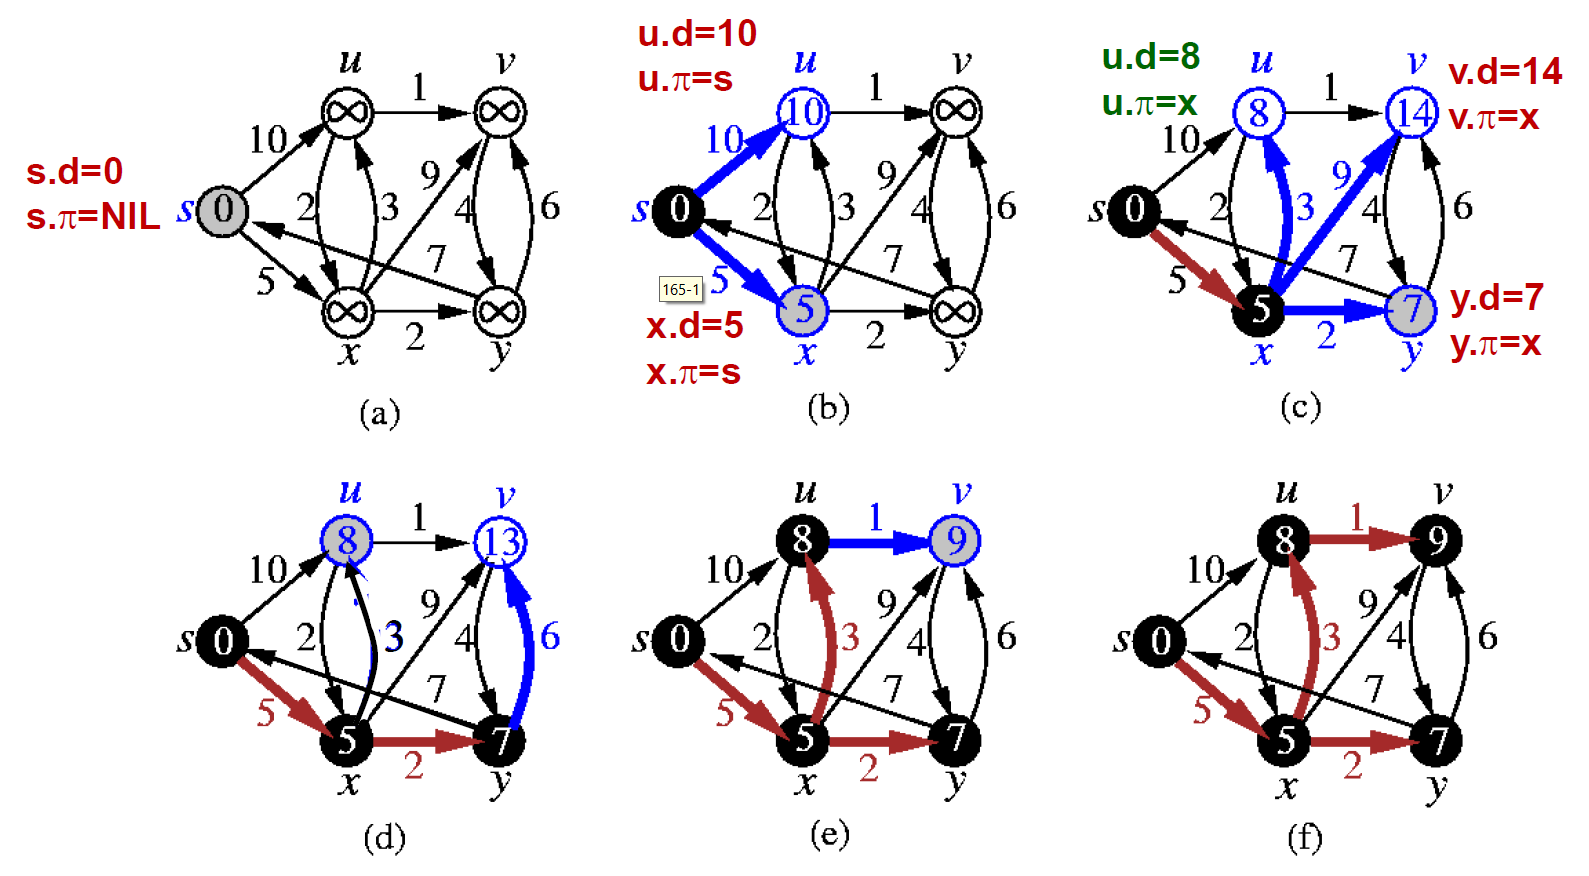 u.d=10
u.π=s
u.d=8
u.π=x
v.d=14
v.π=x
s.d=0
s.π=NIL
u v
1
∞ ∞
10
9
s 0 2 3 4 6
5 7
∞ ∞
2
x y
(a)
u v
1
10 ∞
10
9
s 0 2 3 4 6
5 7
165-1
5 ∞
2
x.d=5
x.π=s
x y
(b)
u v
1
8 14
10
9
s 0 2 3 4 6
5 7
5 7
2
y.d=7
y.π=x
x y
(c)
u v
1
8 13
10
9
s 0 2 3 4 6
5 7
5 7
2
x y
(d)
u v
1
8 9
10
9
s 0 2 3 4 6
5 7
5 7
2
x y
(e)
u v
1
8 9
10
9
s 0 2 3 4 6
5 7
5 7
2
x y
(f)